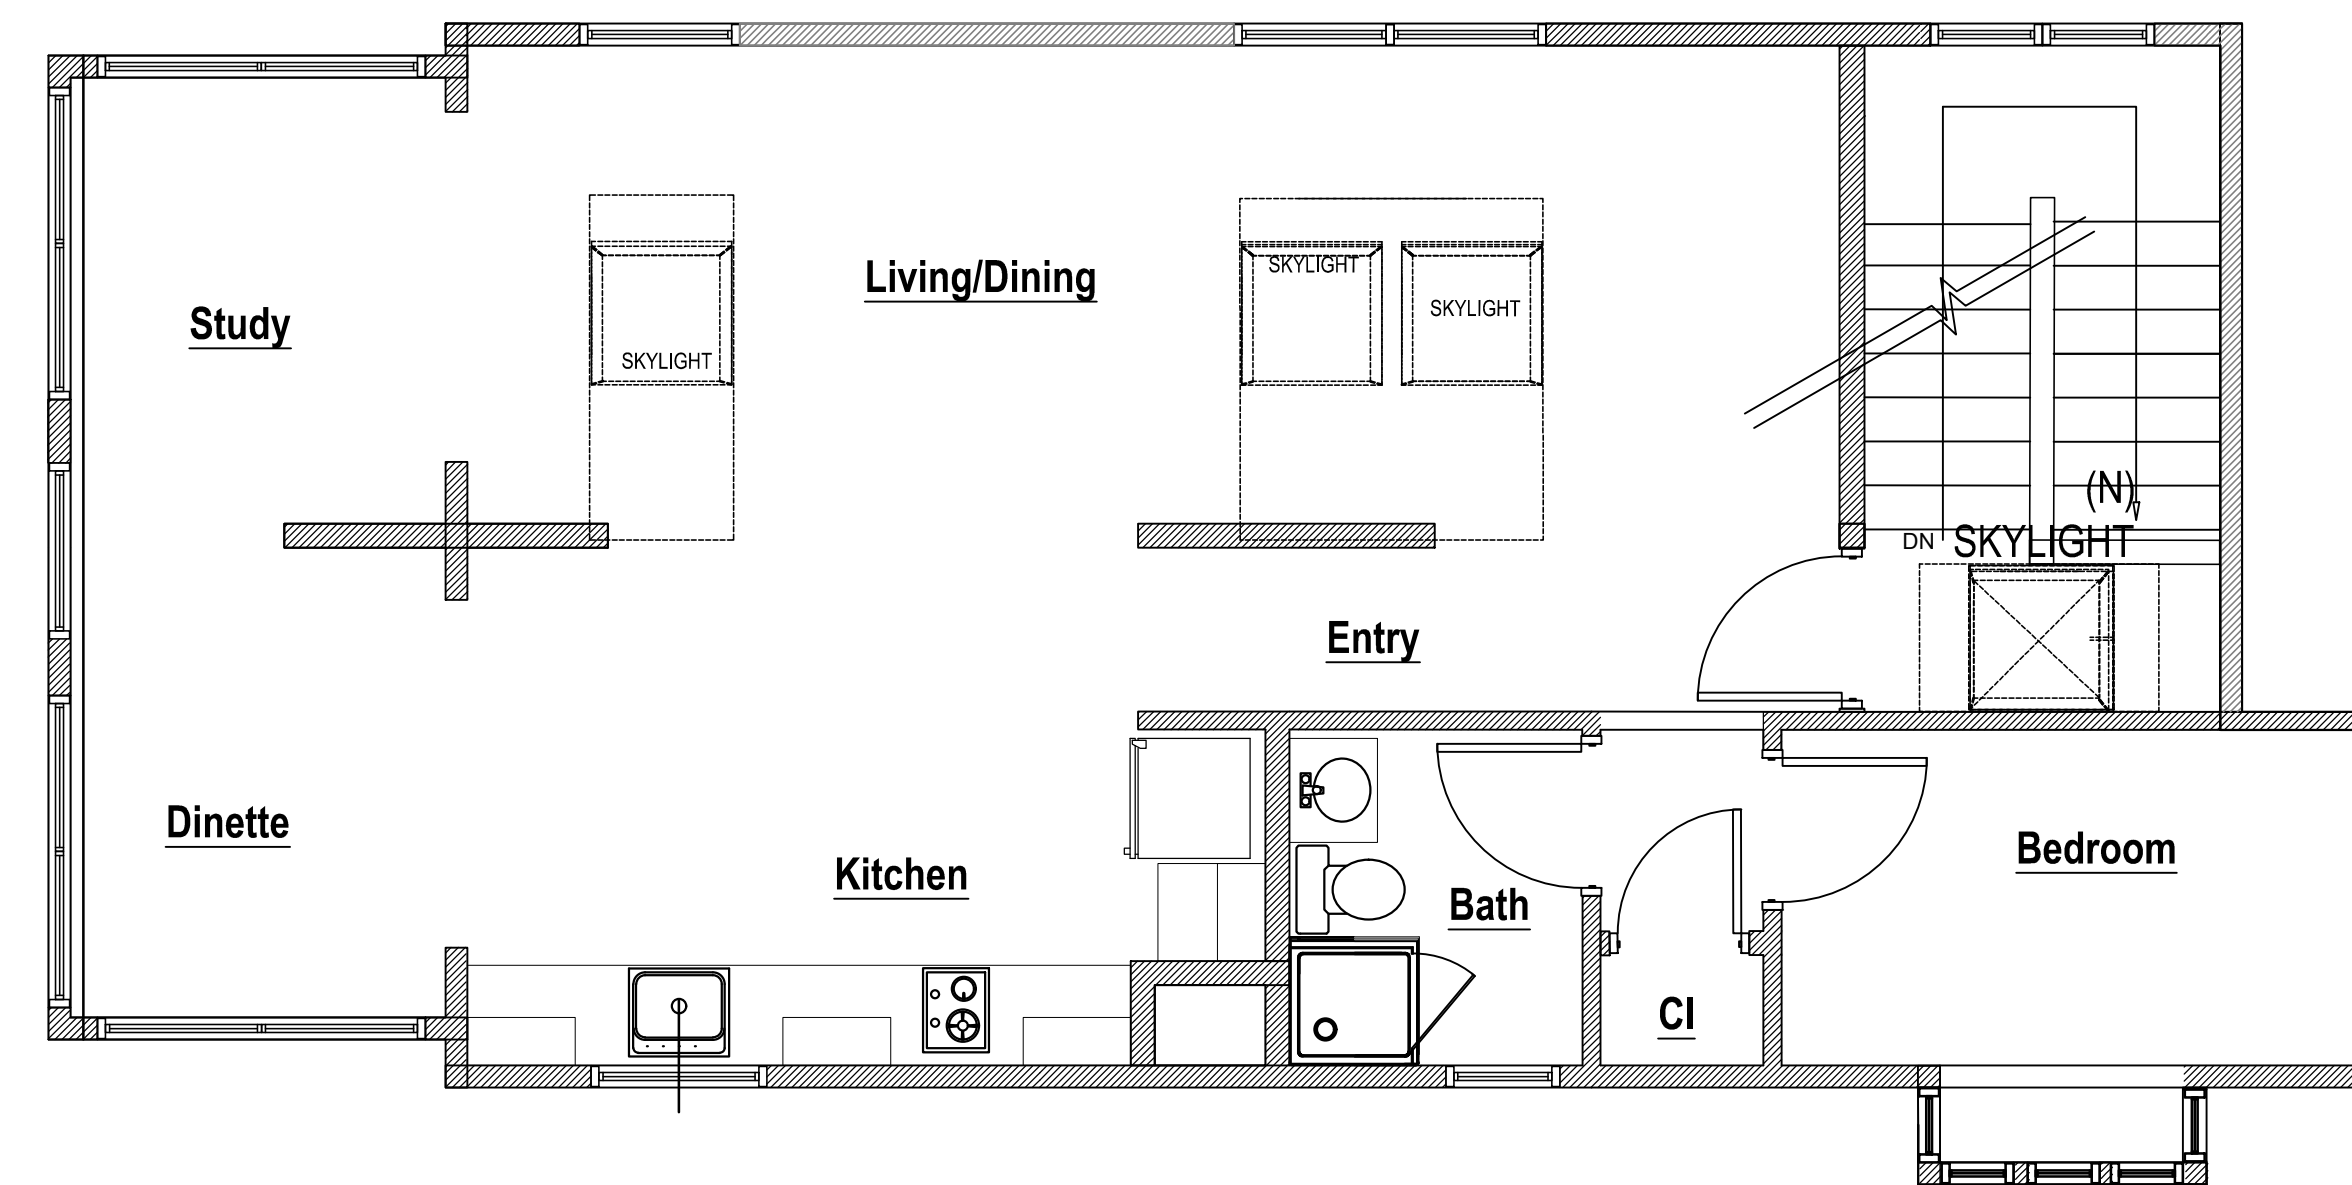 Living/Dining
SKYLIGHT
SKYLIGHT
Study
SKYLIGHT
(N)
DN
SKYLIGHT
Entry
Dinette
Kitchen
Bath
Bedroom
Cl